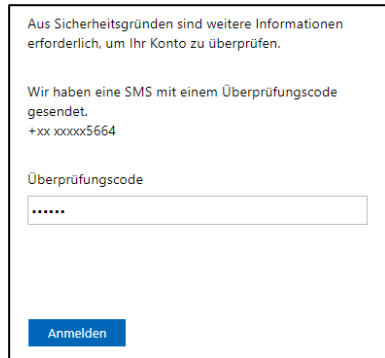 Aus Sicherheitsgründen sind weitere Informationen
erforderlich, um Ihr Konto zu überprüfen.
Wir haben eine SMS mit einem Überprüfungscode
gesendet.
+xx xxxxx5664
Überprüfungscode
••••••
Anmelden